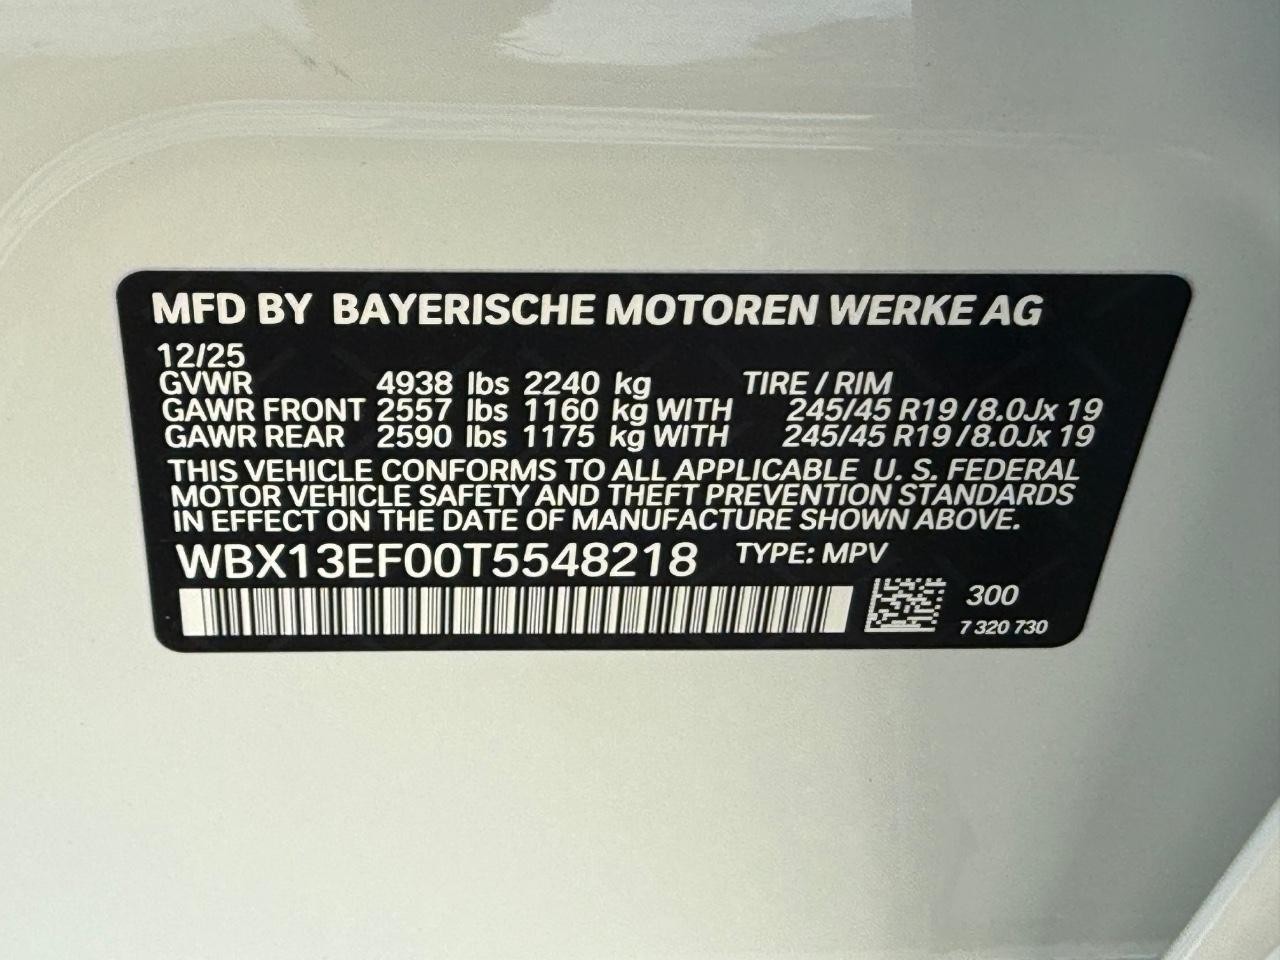 MFD BY BAYERISCHE MOTOREN WERKE AG
12/25
GVWR 4938 lbs 2240 kg TIRE / RIM
GAWR FRONT 2557 lbs 1160 kg WITH 245/45 R19 / 8.0Jx 19
GAWR REAR 2590 lbs 1175 kg WITH 245/45 R19 / 8.0Jx 19
THIS VEHICLE CONFORMS TO ALL APPLICABLE U. S. FEDERAL
MOTOR VEHICLE SAFETY AND THEFT PREVENTION STANDARDS
IN EFFECT ON THE DATE OF MANUFACTURE SHOWN ABOVE.
WBX13EF00T5548218 TYPE: MPV
300
7 320 730